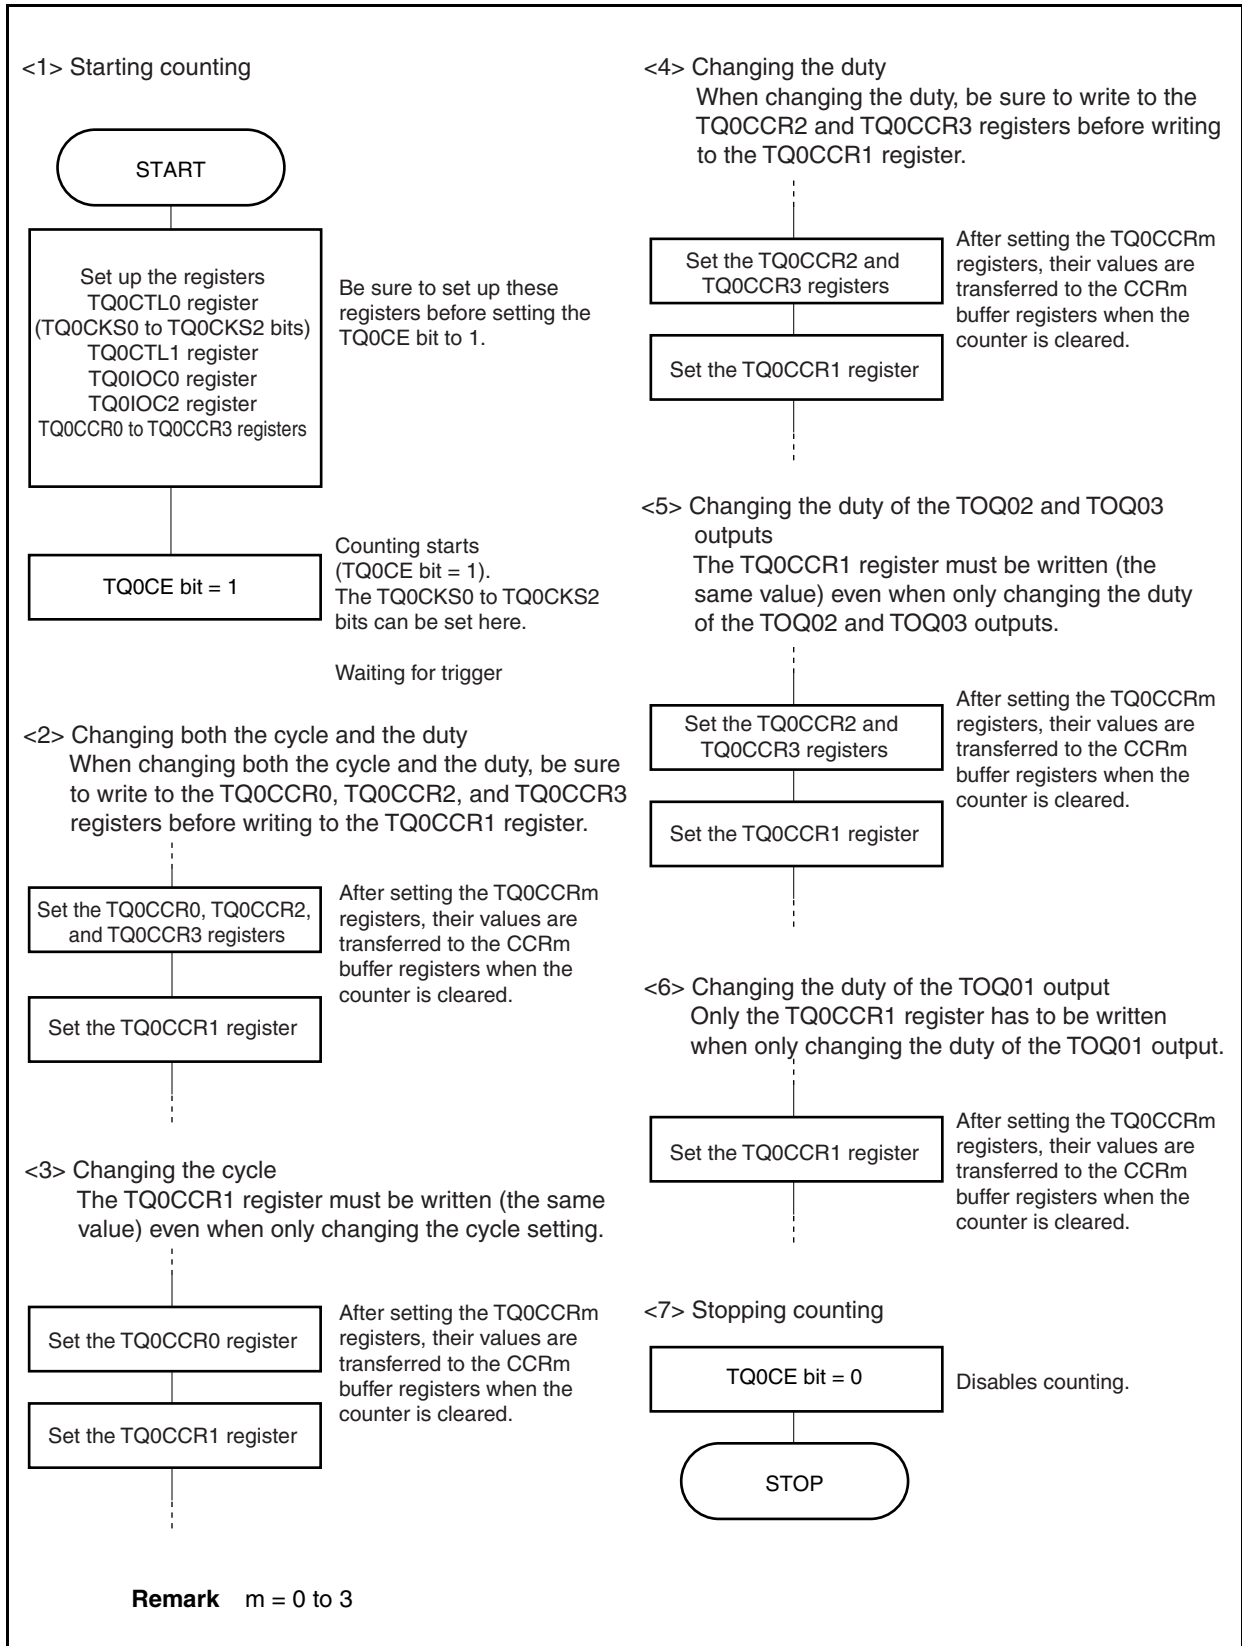 <1> Starting counting
START
Set up the registers
TQ0CTL0 register
(TQ0CKS0 to TQ0CKS2 bits)
TQ0CTL1 register
TQ0IOC0 register
TQ0IOC2 register
TQ0CCR0 to TQ0CCR3 registers
Be sure to set up these
registers before setting the
TQ0CE bit to 1.
TQ0CE bit = 1
Counting starts
(TQ0CE bit = 1).
The TQ0CKS0 to TQ0CKS2
bits can be set here.
Waiting for trigger
<2> Changing both the cycle and the duty
When changing both the cycle and the duty, be sure
to write to the TQ0CCR0, TQ0CCR2, and TQ0CCR3
registers before writing to the TQ0CCR1 register.
Set the TQ0CCR0, TQ0CCR2,
and TQ0CCR3 registers
After setting the TQ0CCRm
registers, their values are
transferred to the CCRm
buffer registers when the
counter is cleared.
Set the TQ0CCR1 register
<3> Changing the cycle
The TQ0CCR1 register must be written (the same
value) even when only changing the cycle setting.
Set the TQ0CCR0 register
After setting the TQ0CCRm
registers, their values are
transferred to the CCRm
buffer registers when the
counter is cleared.
Set the TQ0CCR1 register
<4> Changing the duty
When changing the duty, be sure to write to the
TQ0CCR2 and TQ0CCR3 registers before writing
to the TQ0CCR1 register.
Set the TQ0CCR2 and
TQ0CCR3 registers
After setting the TQ0CCRm
registers, their values are
transferred to the CCRm
buffer registers when the
counter is cleared.
Set the TQ0CCR1 register
<5> Changing the duty of the TOQ02 and TOQ03
outputs
The TQ0CCR1 register must be written (the
same value) even when only changing the duty
of the TOQ02 and TOQ03 outputs.
Set the TQ0CCR2 and
TQ0CCR3 registers
After setting the TQ0CCRm
registers, their values are
transferred to the CCRm
buffer registers when the
counter is cleared.
Set the TQ0CCR1 register
<6> Changing the duty of the TOQ01 output
Only the TQ0CCR1 register has to be written
when only changing the duty of the TOQ01 output.
Set the TQ0CCR1 register
After setting the TQ0CCRm
registers, their values are
transferred to the CCRm
buffer registers when the
counter is cleared.
<7> Stopping counting
TQ0CE bit = 0
Disables counting.
STOP
Remark m = 0 to 3